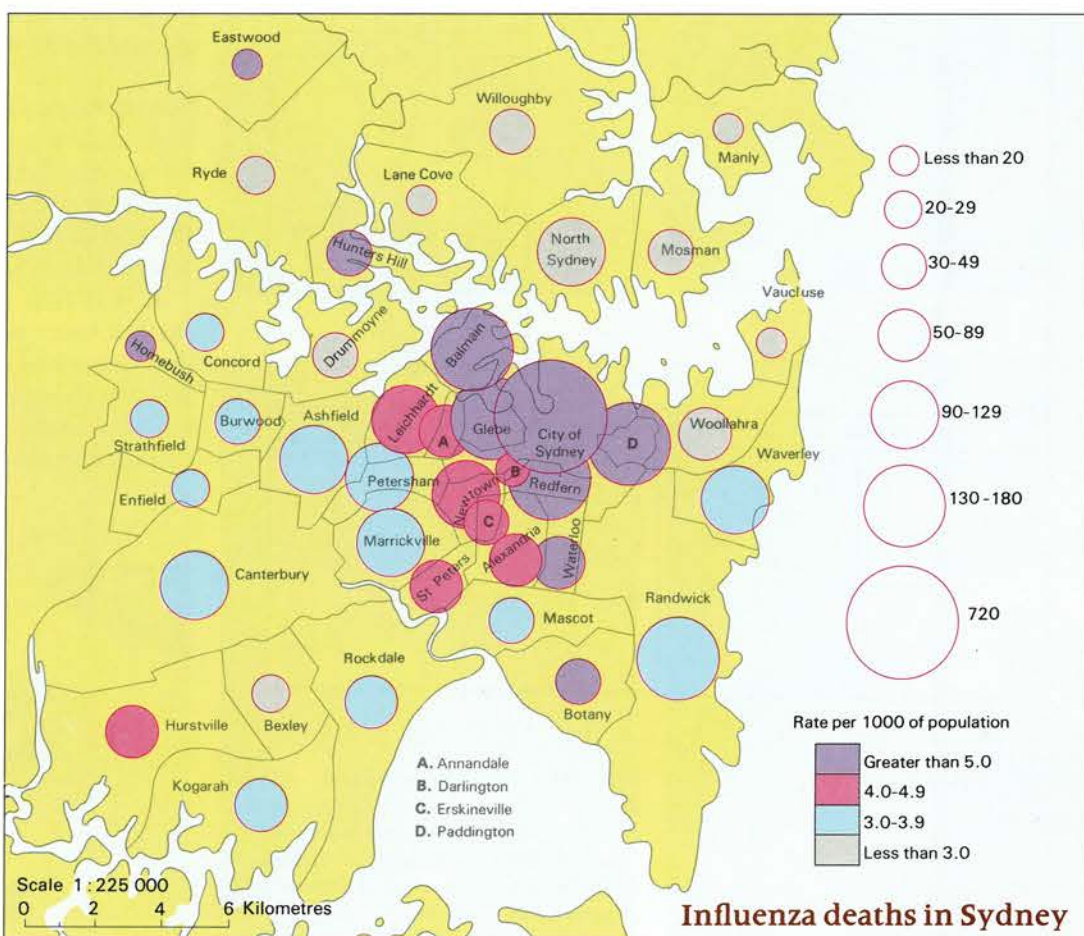 Eastwood
Willoughby
Manly
Ryde
Lane Cove
Hunters Hill
North
Sydney
Mosman
Vaucluse
Homebush
Concord
Drummoyne
Balmain
Strathfield
Burwood
Ashfield
Leichhardt
A
Glebe
City of
Sydney
D
Woollahra
Waverley
Enfield
Petersham
Newtown
B
Redfern
C
Marrickville
Alexandria
Waterloo
St Peters
Canterbury
Mascot
Randwick
Rockdale
Botany
Hurstville
Bexley
Kogarah
A. Annandale
B. Darlington
C. Erskineville
D. Paddington
Less than 20
20-29
30-49
50-89
90-129
130-180
720
Rate per 1000 of population
Greater than 5.0
4.0-4.9
3.0-3.9
Less than 3.0
Scale 1:225 000
0 2 4 6 Kilometres
Influenza deaths in Sydney